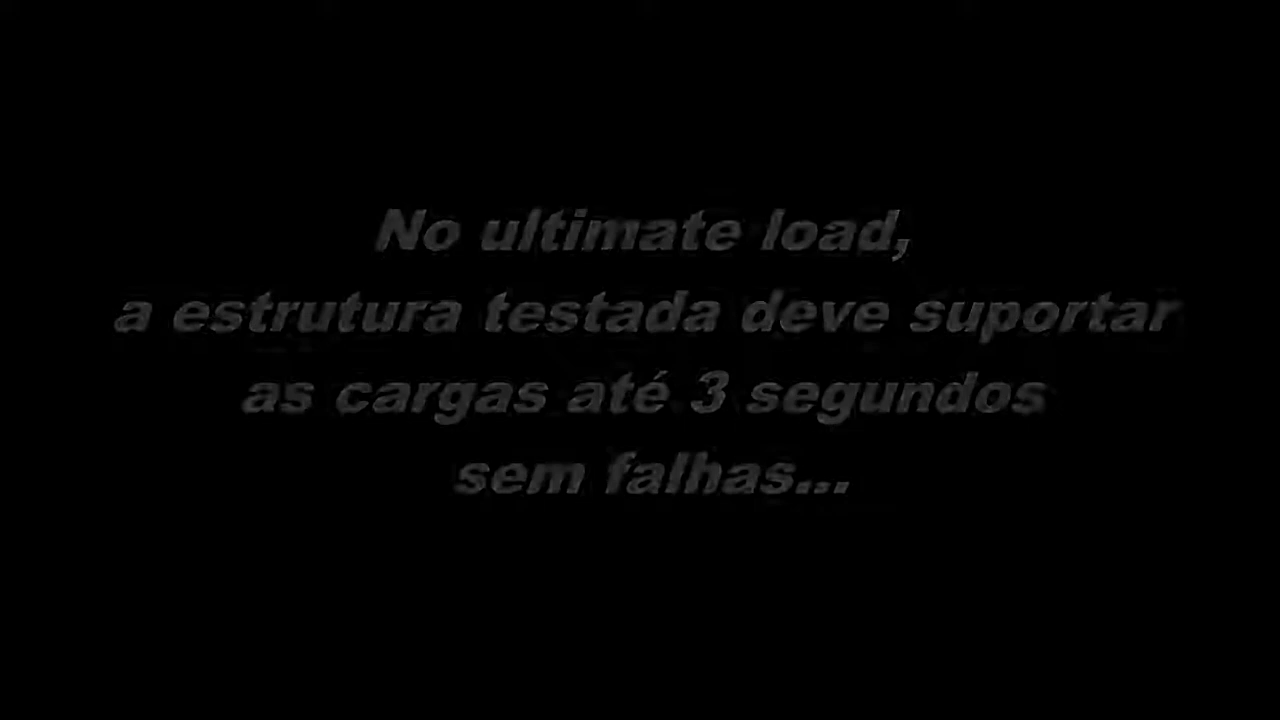 No ultimate load,
a estrutura testada deve suportar
as cargas até 3 segundos
sem falhas...